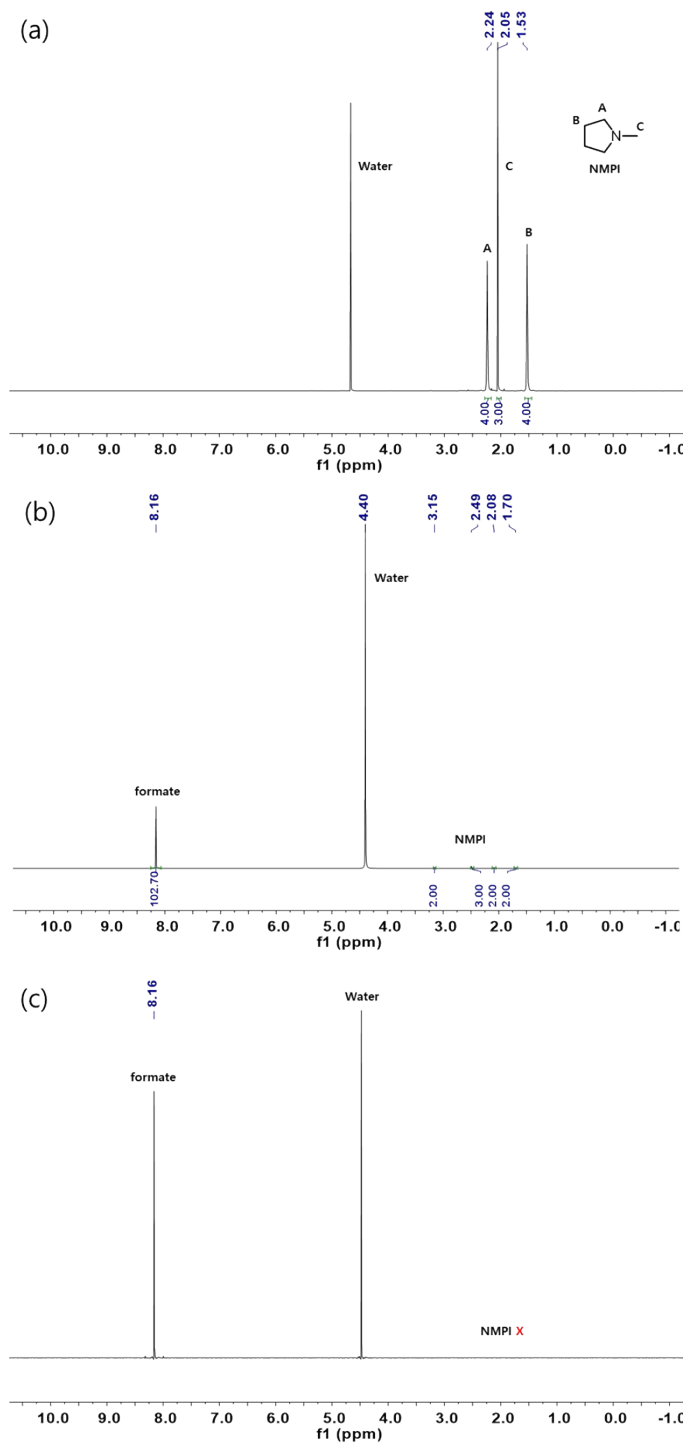 (a)
2.24
2.05
1.53
A
B
N
C
NMPI
Water
C
A
B
4.00
3.00
4.00
10.0 9.0 8.0 7.0 6.0 5.0 4.0 3.0 2.0 1.0 0.0 -1.0
f1 (ppm)
(b)
8.16
4.40
3.15
2.49
2.08
1.70
Water
formate
NMPI
102.70
2.00
3.00
2.00
2.00
10.0 9.0 8.0 7.0 6.0 5.0 4.0 3.0 2.0 1.0 0.0 -1.0
f1 (ppm)
(c)
8.16
Water
formate
NMPI X
10.0 9.0 8.0 7.0 6.0 5.0 4.0 3.0 2.0 1.0 0.0 -1.0
f1 (ppm)